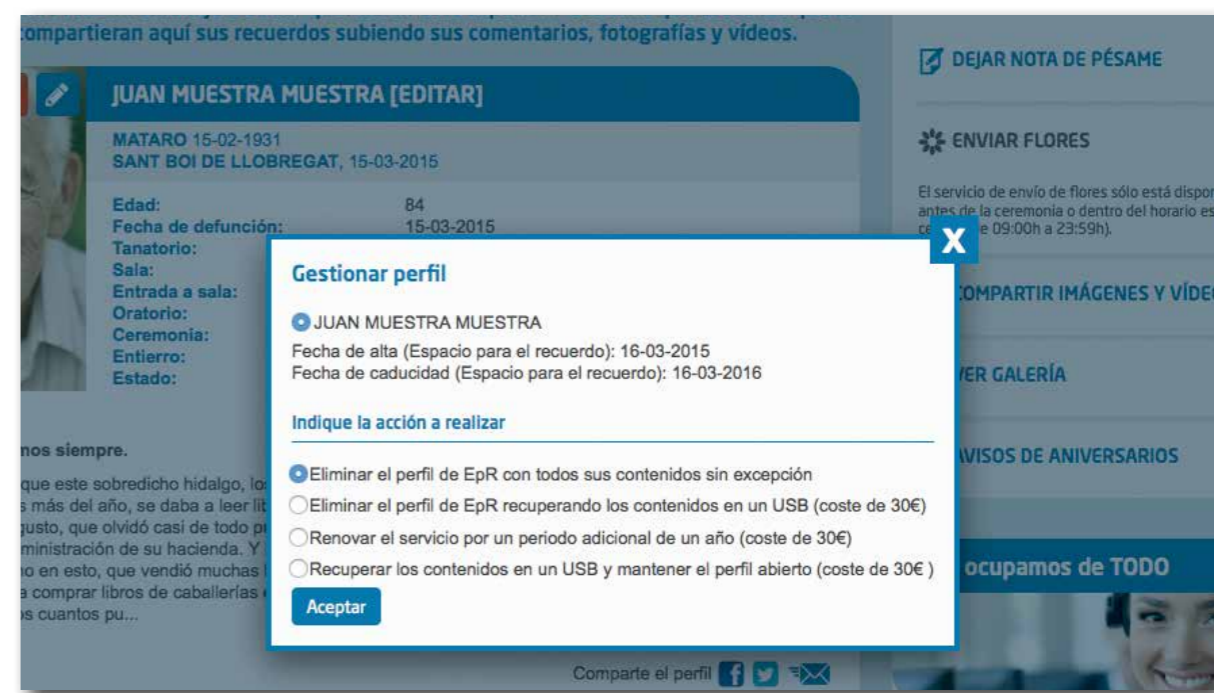 compartieran aquí sus recuerdos subiendo sus comentarios, fotografías y vídeos.
JUAN MUESTRA MUESTRA [EDITAR]
MATARO 15-02-1931
SANT BOI DE LLOBREGAT, 15-03-2015
Edad: 84
Fecha de defunción: 15-03-2015
Tanatorio:
Sala:
Entrada a sala:
Oratorio:
Ceremonia:
Entierro:
Estado:
mos siempre.
que este sobredicho hidalgo, lo
s más del año, se daba a leer li
gusto, que olvidó casi de todo p
ministración de su hacienda. Y
no en esto, que vendió muchas
a comprar libros de caballerías
os cuantos pu...
Comparte el perfil
Gestionar perfil
X
JUAN MUESTRA MUESTRA
Fecha de alta (Espacio para el recuerdo): 16-03-2015
Fecha de caducidad (Espacio para el recuerdo): 16-03-2016
Indique la acción a realizar
Eliminar el perfil de EpR con todos sus contenidos sin excepción
Eliminar el perfil de EpR recuperando los contenidos en un USB (coste de 30€)
Renovar el servicio por un periodo adicional de un año (coste de 30€)
Recuperar los contenidos en un USB y mantener el perfil abierto (coste de 30€ )
Aceptar
DEJAR NOTA DE PÉSAME
ENVIAR FLORES
El servicio de envío de flores sólo está dispon
antes de la ceremonia o dentro del horario es
ce e 09:00h a 23:59h).
COMPARTIR IMÁGENES Y VÍDEO
VER GALERÍA
AVISOS DE ANIVERSARIOS
ocupamos de TODO